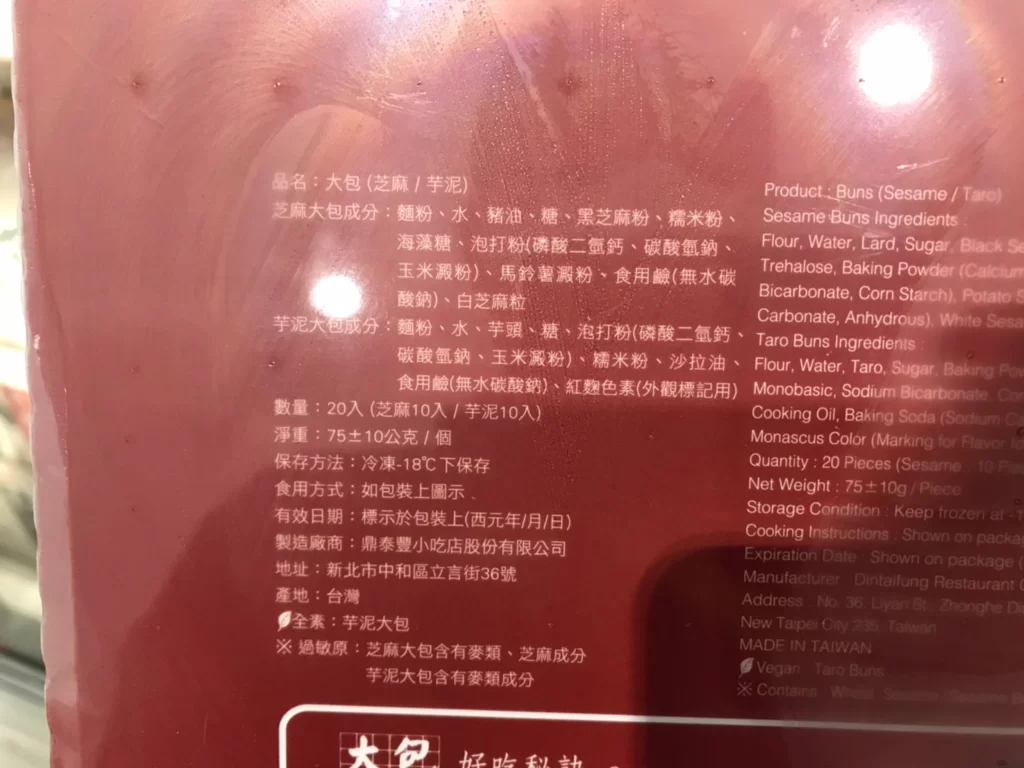 品名：大包 (芝麻 / 芋泥)
芝麻大包成分：麵粉、水、豬油、糖、黑芝麻粉、糯米粉、
海藻糖、泡打粉(磷酸二氫鈣、碳酸氫鈉、
玉米澱粉)、馬鈴薯澱粉、食用鹼(無水碳
酸鈉)、白芝麻粒
芋泥大包成分：麵粉、水、芋頭、糖、泡打粉(磷酸二氫鈣、
碳酸氫鈉、玉米澱粉)、糯米粉、沙拉油、
食用鹼(無水碳酸鈉)、紅麴色素(外觀標記用)
數量：20入 (芝麻10入 / 芋泥10入)
淨重：75±10公克 / 個
保存方法：冷凍-18℃下保存
食用方式：如包裝上圖示
有效日期：標示於包裝上(西元年/月/日)
製造廠商：鼎泰豐小吃店股份有限公司
地址：新北市中和區立言街36號
產地：台灣
全素：芋泥大包
※ 過敏原：芝麻大包含有麥類、芝麻成分
芋泥大包含有麥類成分
大包 好吃秘訣
Product : Buns (Sesame / Taro)
Sesame Buns Ingredients :
Flour, Water, Lard, Sugar, Black
Trehalose, Baking Powder (Calcium
Bicarbonate, Corn Starch), Potato
Carbonate, Anhydrous), White
Taro Buns Ingredients :
Flour, Water, Taro, Sugar, Baking
Monobasic, Sodium Bicarbonate,
Cooking Oil, Baking Soda (Sodium
Monascus Color (Marking for Flavor
Quantity : 20 Pieces (Sesame : 10
Net Weight : 75±10g / Piece
Storage Condition : Keep frozen at
Cooking Instructions : Shown on
Expiration Date : Shown on package
Manufacturer : Dintaifung Restaurant
Address : No. 36, Liyan St., Zhonghe
New Taipei City 235, Taiwan
MADE IN TAIWAN
Vegan : Taro Buns
※ Contains : Wheat, Sesame